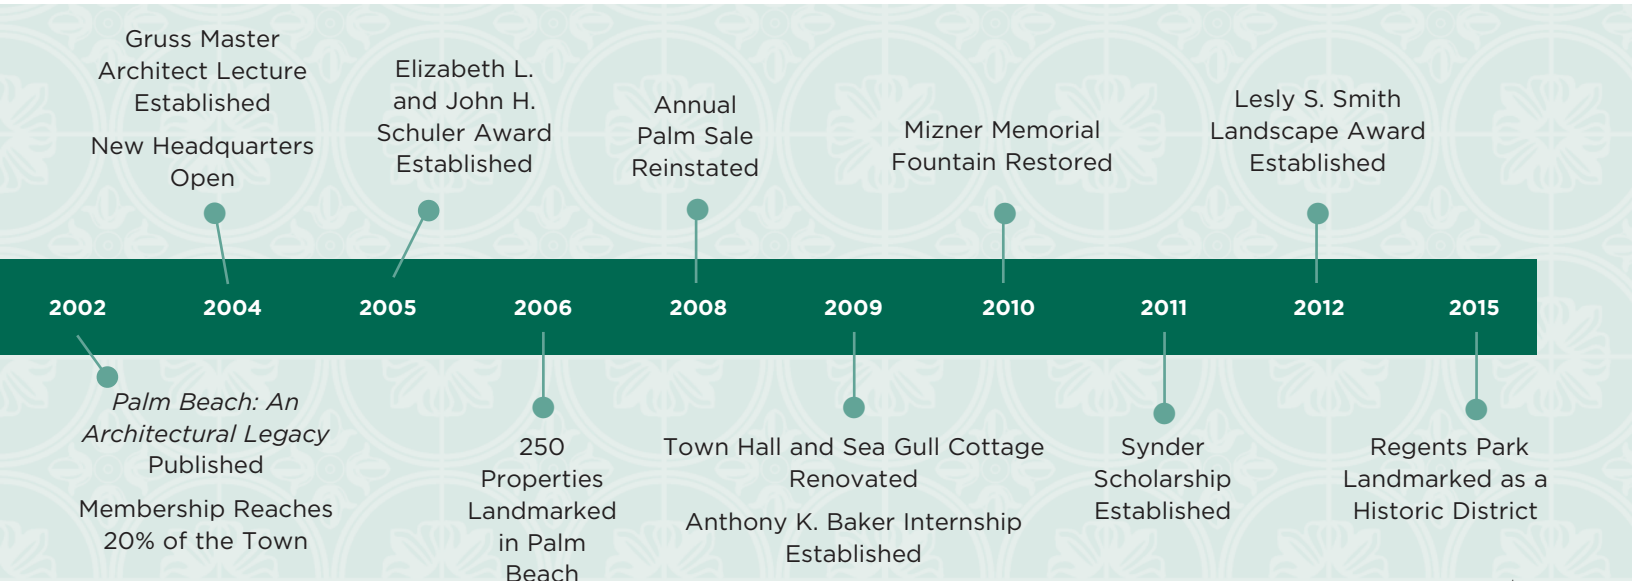 Gruss Master
Architect Lecture
Established
New Headquarters
Open
Elizabeth L.
and John H.
Schuler Award
Established
Annual
Palm Sale
Reinstated
Mizner Memorial
Fountain Restored
Lesly S. Smith
Landscape Award
Established
2002 2004 2005 2006 2008 2009 2010 2011 2012 2015
Palm Beach: An
Architectural Legacy
Published
Membership Reaches
20% of the Town
250
Properties
Landmarked
in Palm
Beach
Town Hall and Sea Gull Cottage
Renovated
Anthony K. Baker Internship
Established
Synder
Scholarship
Established
Regents Park
Landmarked as a
Historic District